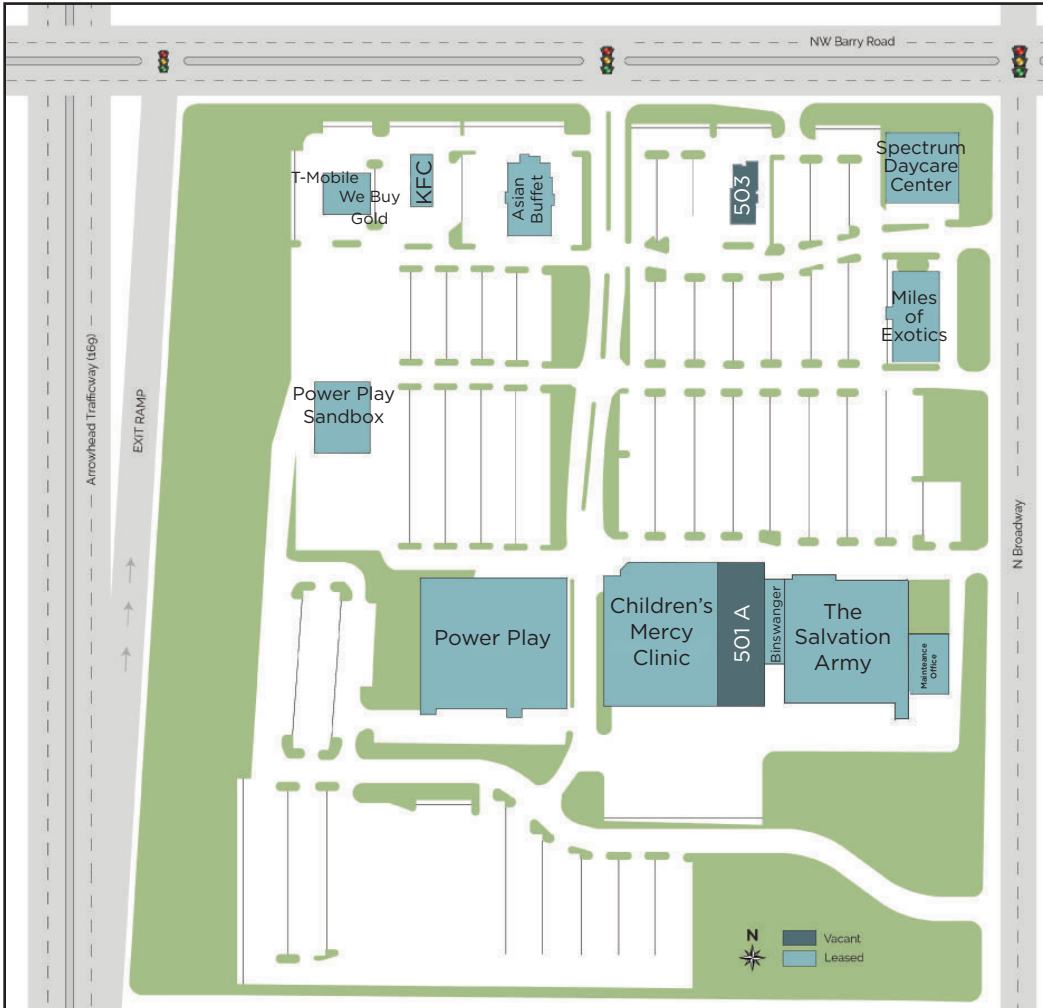 NW Barry Road
Spectrum
Daycare
Center
T-Mobile
We Buy
Gold
KFC
Asian
Buffet
503
Miles
of
Exotics
Arrowhead Trafficway (169)
EXIT RAMP
Power Play
Sandbox
N Broadway
Power Play
Children's
Mercy
Clinic
501 A
Binswanger
The
Salvation
Army
Mainteance
Office
N
Vacant
Leased